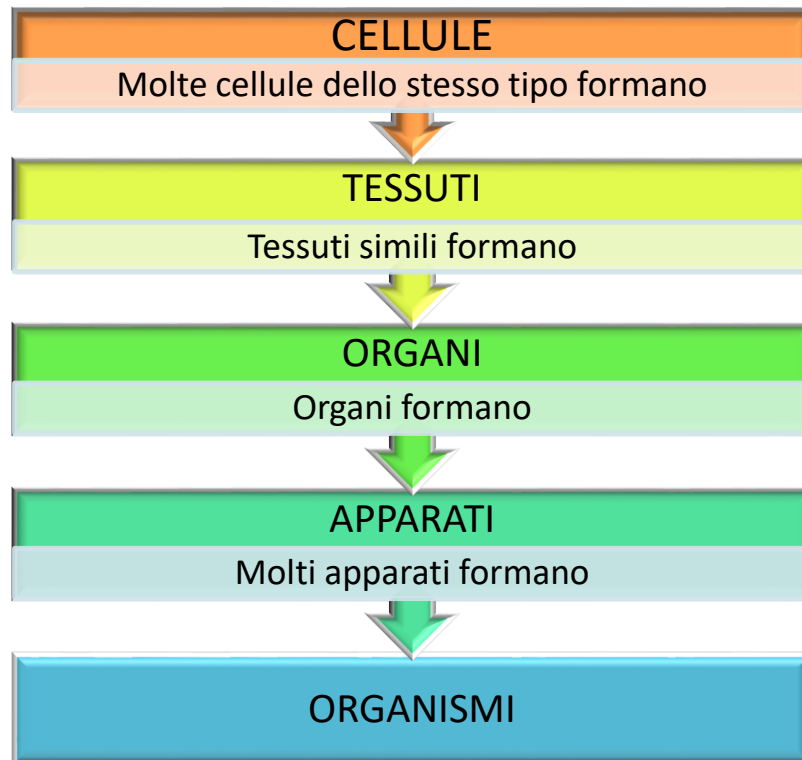 CELLULE
Molte cellule dello stesso tipo formano
TESSUTI
Tessuti simili formano
ORGANI
Organi formano
APPARATI
Molti apparati formano
ORGANISMI